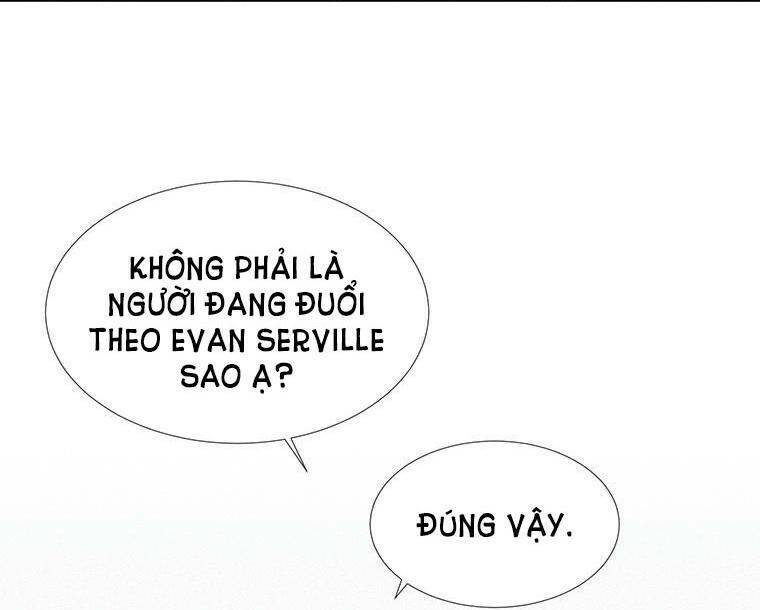 KHÔNG PHẢI LÀ
NGƯỜI ĐANG ĐUỔI
THEO EVAN SERVILLE
SAO Ạ?
ĐÚNG VẬY.